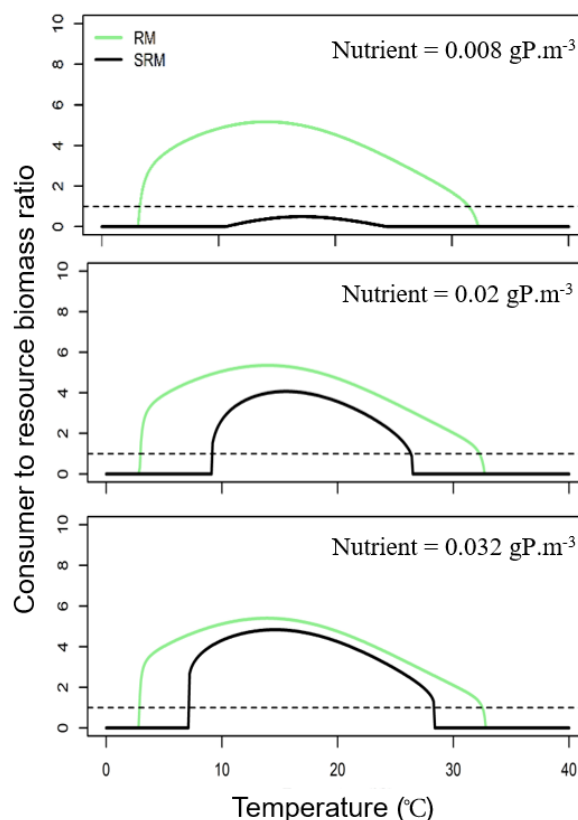 Consumer to resource biomass ratio
RM
SRM
Nutrient = 0.008 gP.m⁻³
10
8
6
4
2
0
Nutrient = 0.02 gP.m⁻³
10
8
6
4
2
0
Nutrient = 0.032 gP.m⁻³
10
8
6
4
2
0
0 10 20 30 40
Temperature (℃)